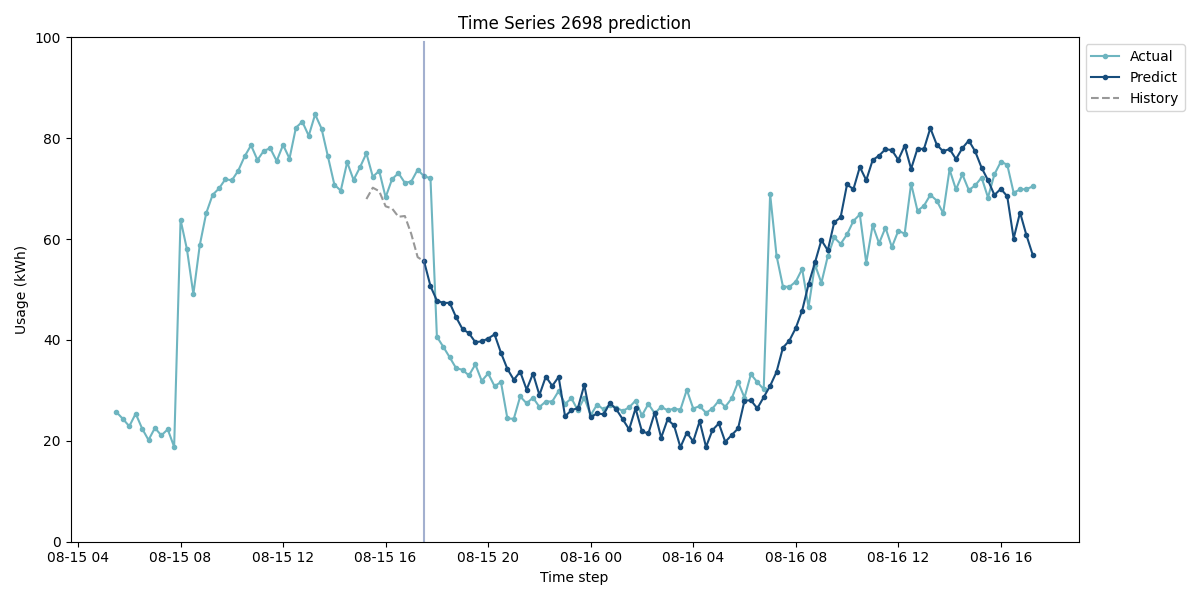 Time Series 2698 prediction
Usage (kWh)
100
80
60
40
20
0
08-15 04
08-15 08
08-15 12
08-15 16
08-15 20
08-16 00
08-16 04
08-16 08
08-16 12
08-16 16
Time step
Actual
Predict
History